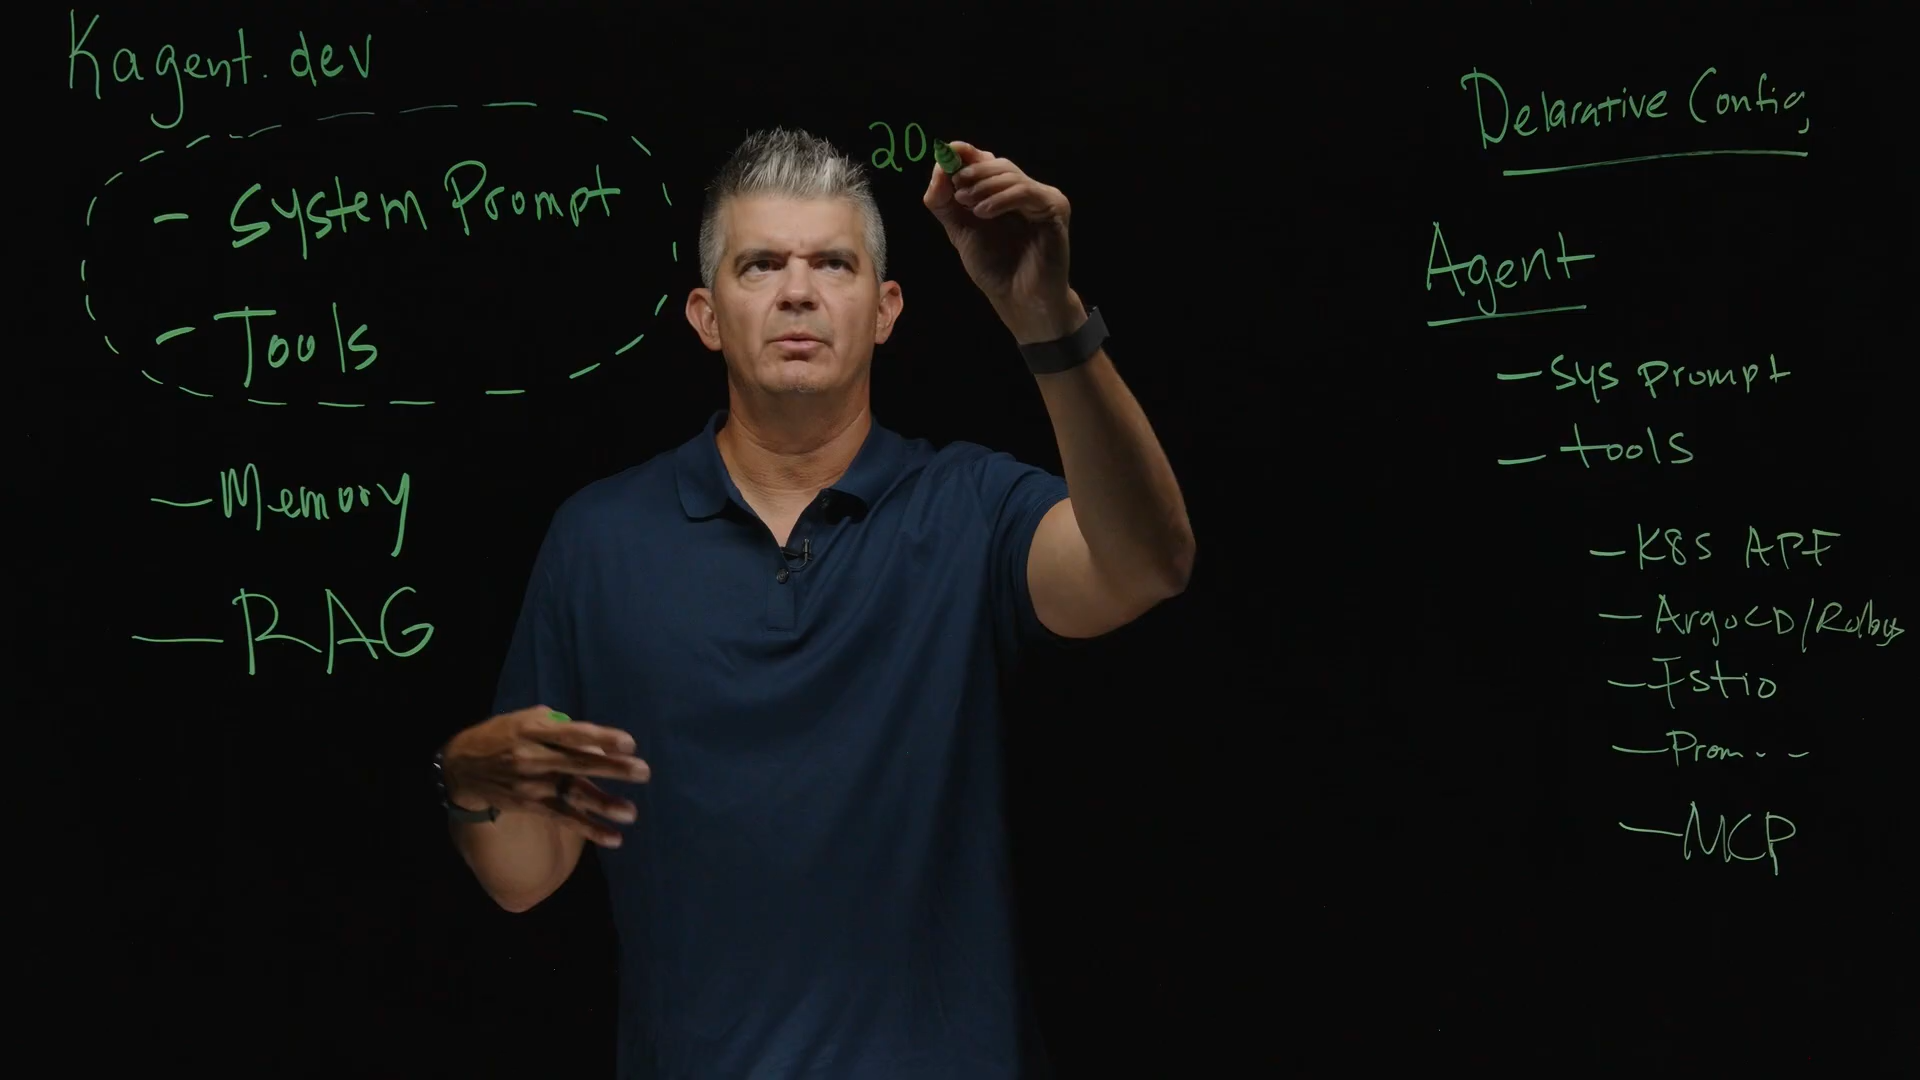 Kagent.dev
- System Prompt
- Tools
- Memory
- RAG
20
Delarative Config
Agent
- sys prompt
- tools
- K8S API
- ArgoCD/
- Istio
- Prom...
- MCP